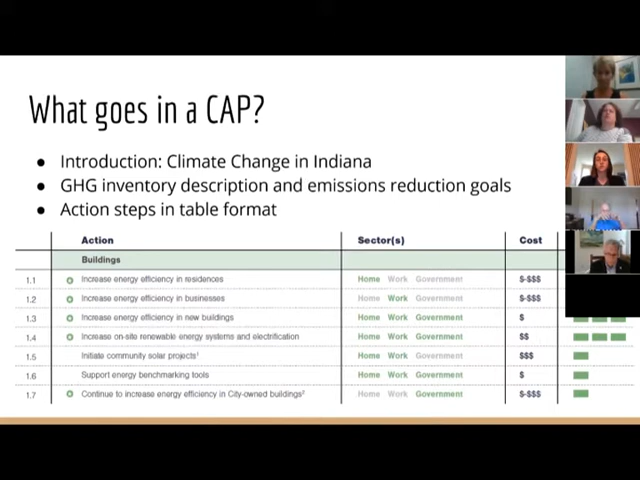 What goes in a CAP?
● Introduction: Climate Change in Indiana
● GHG inventory description and emissions reduction goals
● Action steps in table format
Action Sector(s) Cost
Buildings
1.1 Increase energy efficiency in residences Home Work Government $-$$$
1.2 Increase energy efficiency in businesses Home Work Government $-$$$
1.3 Increase energy efficiency in new buildings Home Work Government $
1.4 Increase on-site renewable energy systems and electrification Home Work Government $$
1.5 Initiate community solar projects¹ Home Work Government $$$
1.6 Support energy benchmarking tools Home Work Government $
1.7 Continue to increase energy efficiency in City-owned buildings² Home Work Government $-$$$